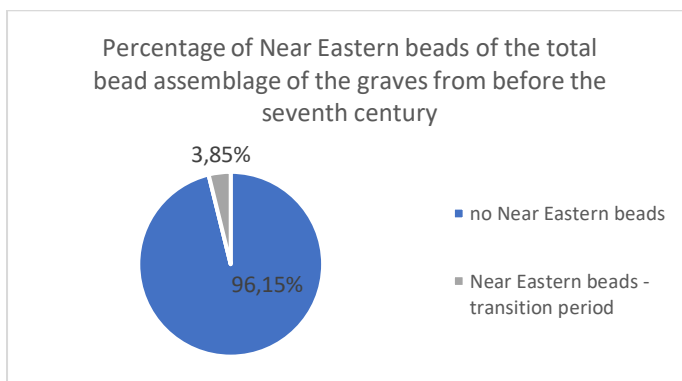 Percentage of Near Eastern beads of the total
bead assemblage of the graves from before the
seventh century
3,85%
96,15%
no Near Eastern beads
Near Eastern beads -
transition period